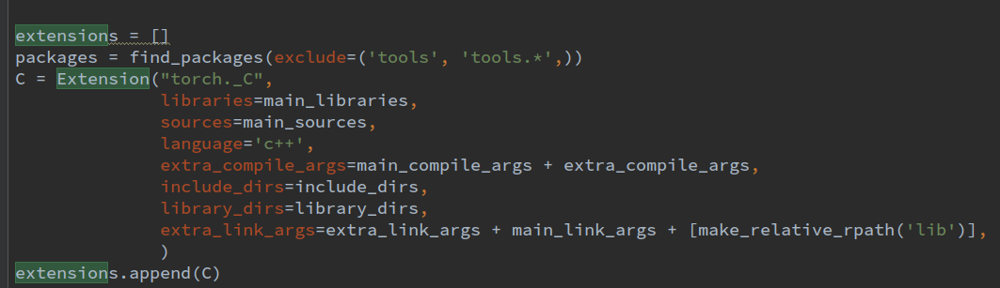 extensions = []
packages = find_packages(exclude=('tools', 'tools.*',))
C = Extension("torch._C",
              libraries=main_libraries,
              sources=main_sources,
              language='c++',
              extra_compile_args=main_compile_args + extra_compile_args,
              include_dirs=include_dirs,
              library_dirs=library_dirs,
              extra_link_args=extra_link_args + main_link_args + [make_relative_rpath('lib')],
              )
extensions.append(C)